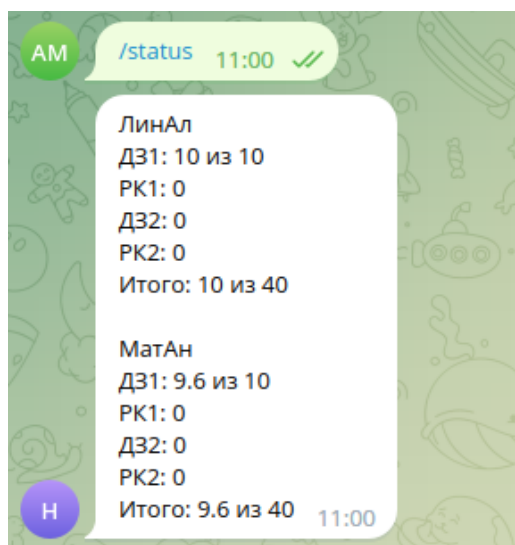 AM
/status 11:00
ЛинАл
ДЗ1: 10 из 10
РК1: 0
ДЗ2: 0
РК2: 0
Итого: 10 из 40
МатАн
ДЗ1: 9.6 из 10
РК1: 0
ДЗ2: 0
РК2: 0
Итого: 9.6 из 40
11:00
Н